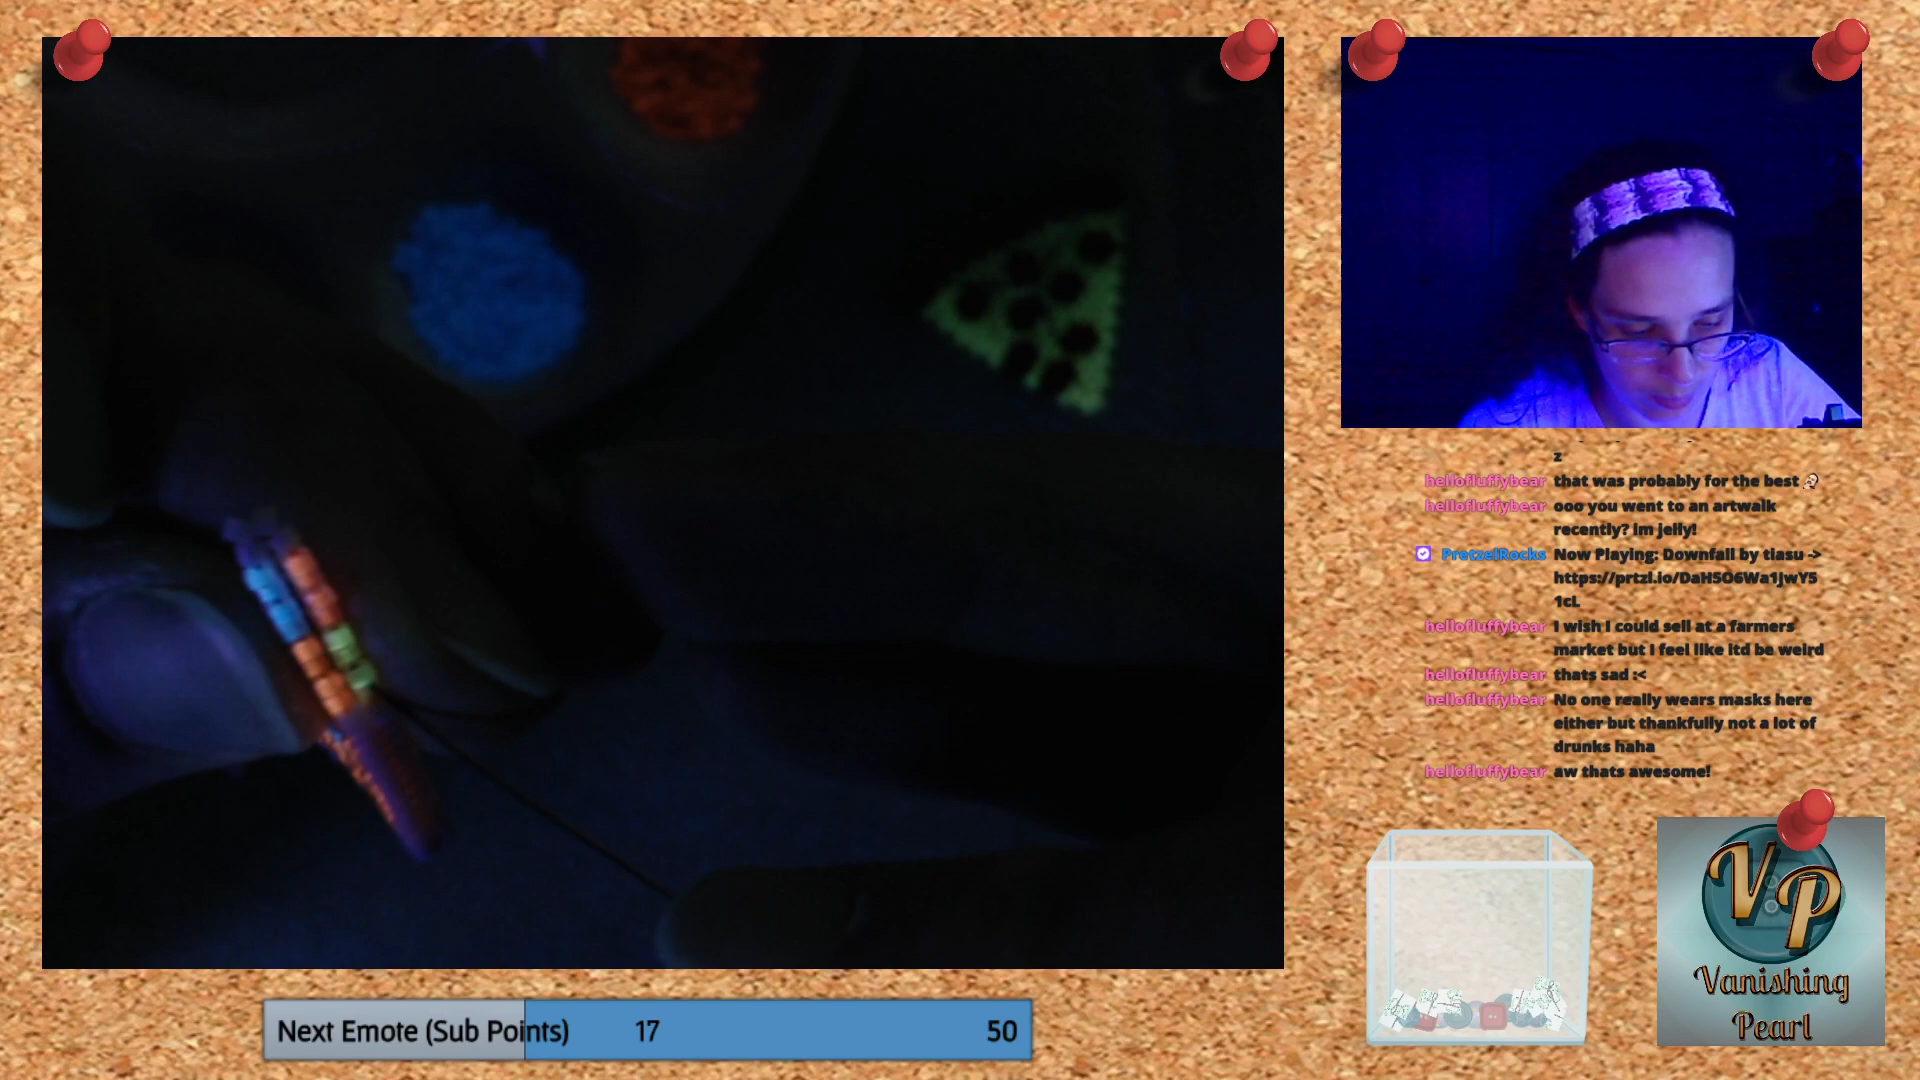 z
hellofluffybear that was probably for the best
hellofluffybear ooo you went to an artwalk
recently? im jelly!
PretzelRocks Now Playing: Downfall by tiasu ->
https://prtzl.io/DaH5O6Wa1JwY5
1cL
hellofluffybear I wish I could sell at a farmers
market but I feel like itd be weird
hellofluffybear thats sad :<
hellofluffybear No one really wears masks here
either but thankfully not a lot of
drunks haha
hellofluffybear aw thats awesome!
VP
Vanishing
Pearl
Next Emote (Sub Points) 17 50